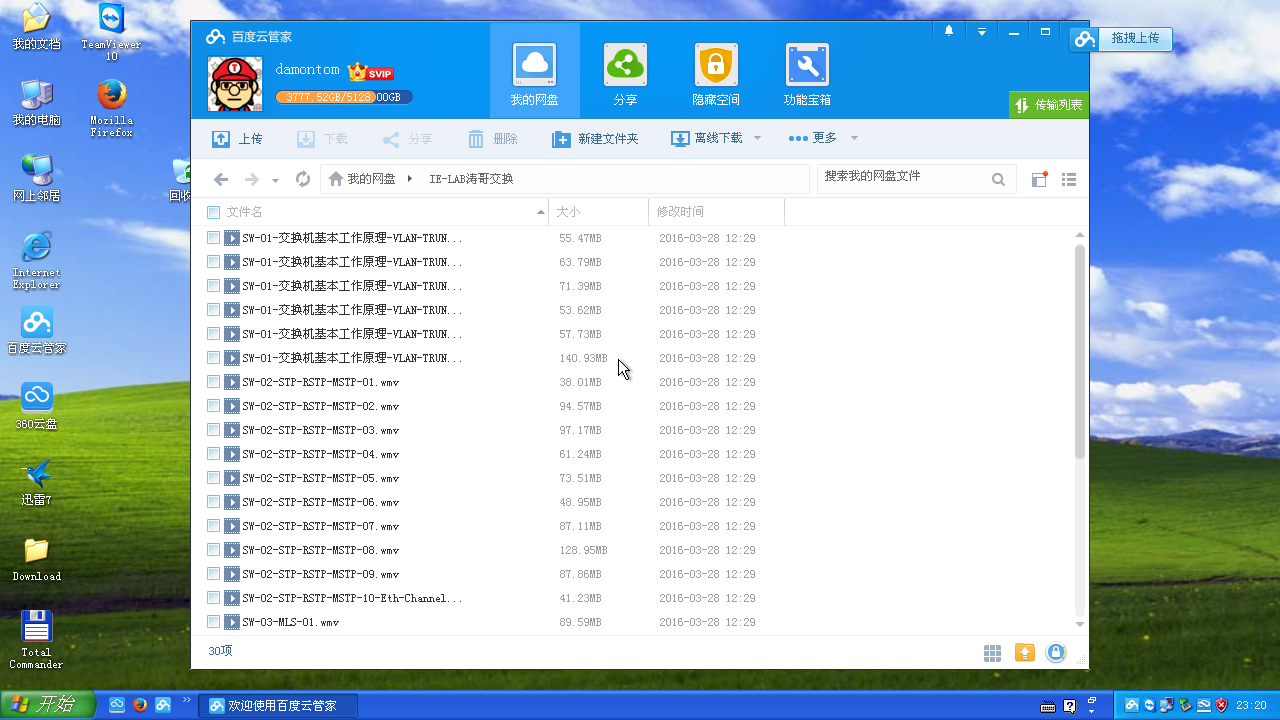 我的文档
TeamViewer 10
我的电脑
Mozilla Firefox
网上邻居
回收
Internet Explorer
百度云管家
360云盘
迅雷7
Download
Total Commander
百度云管家
damontom SVIP
3777.52GB/5128.00GB
我的网盘 分享 隐藏空间 功能宝箱
拖拽上传
传输列表
上传 下载 分享 删除 新建文件夹 离线下载 更多
我的网盘 IE-LAB涛哥交换 搜索我的网盘文件
文件名 大小 修改时间
SW-01-交换机基本工作原理-VLAN-TRUN... 55.47MB 2016-03-28 12:29
SW-01-交换机基本工作原理-VLAN-TRUN... 63.79MB 2016-03-28 12:29
SW-01-交换机基本工作原理-VLAN-TRUN... 71.39MB 2016-03-28 12:29
SW-01-交换机基本工作原理-VLAN-TRUN... 53.62MB 2016-03-28 12:29
SW-01-交换机基本工作原理-VLAN-TRUN... 57.73MB 2016-03-28 12:29
SW-01-交换机基本工作原理-VLAN-TRUN... 140.93MB 2016-03-28 12:29
SW-02-STP-RSTP-MSTP-01.wmv 38.01MB 2016-03-28 12:29
SW-02-STP-RSTP-MSTP-02.wmv 94.57MB 2016-03-28 12:29
SW-02-STP-RSTP-MSTP-03.wmv 97.17MB 2016-03-28 12:29
SW-02-STP-RSTP-MSTP-04.wmv 61.24MB 2016-03-28 12:29
SW-02-STP-RSTP-MSTP-05.wmv 73.51MB 2016-03-28 12:29
SW-02-STP-RSTP-MSTP-06.wmv 48.95MB 2016-03-28 12:29
SW-02-STP-RSTP-MSTP-07.wmv 87.11MB 2016-03-28 12:29
SW-02-STP-RSTP-MSTP-08.wmv 128.95MB 2016-03-28 12:29
SW-02-STP-RSTP-MSTP-09.wmv 87.86MB 2016-03-28 12:29
SW-02-STP-RSTP-MSTP-10-Eth-Channel... 41.23MB 2016-03-28 12:29
SW-03-MLS-01.wmv 89.59MB 2016-03-28 12:29
30项
开始 欢迎使用百度云管家 23:20